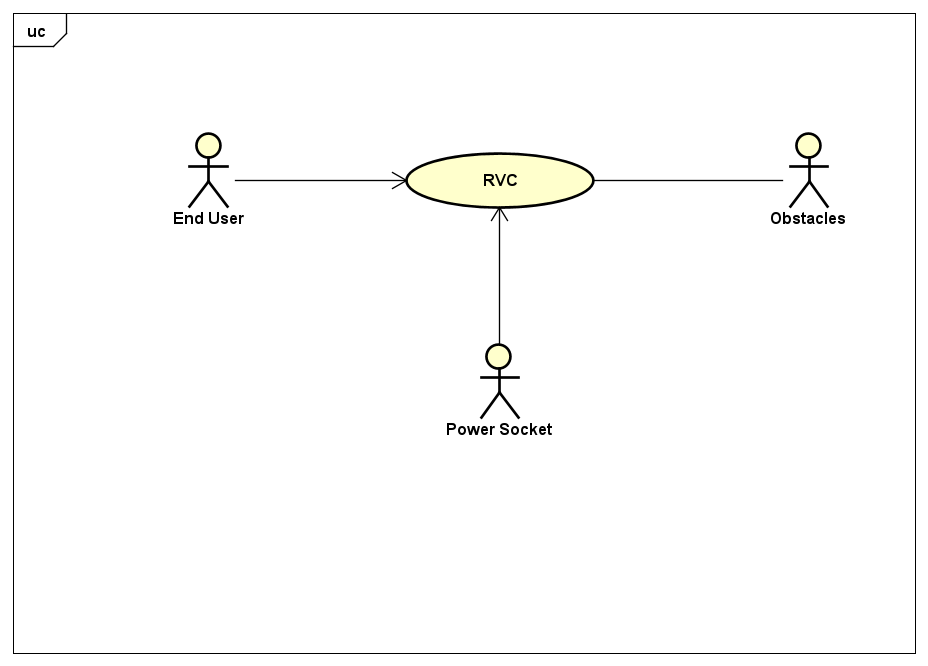 uc
RVC
End User
Obstacles
Power Socket